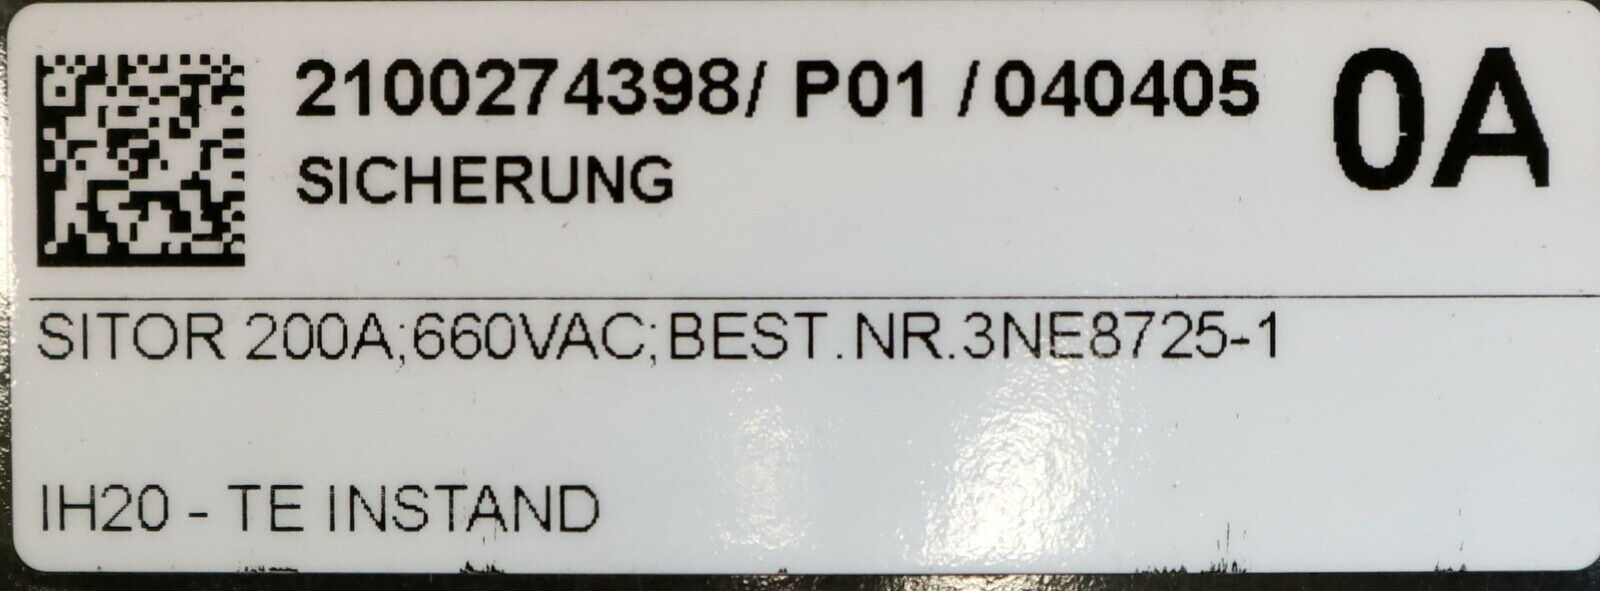 2100274398/ P01 /040405
0A
SICHERUNG
SITOR 200A;660VAC;BEST.NR.3NE8725-1
IH20 - TE INSTAND